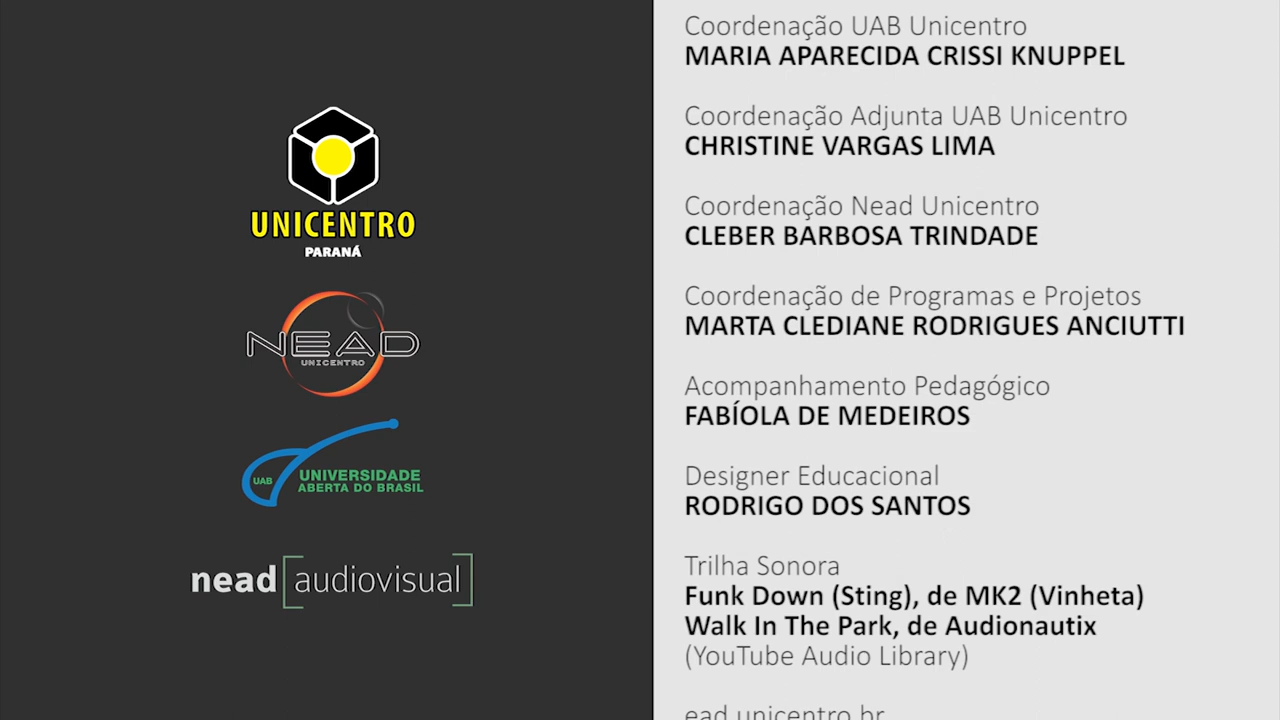 UNICENTRO
PARANÁ
NEAD
UNICENTRO
UAB
UNIVERSIDADE
ABERTA DO BRASIL
nead [audiovisual]
Coordenação UAB Unicentro
MARIA APARECIDA CRISSI KNUPPEL
Coordenação Adjunta UAB Unicentro
CHRISTINE VARGAS LIMA
Coordenação Nead Unicentro
CLEBER BARBOSA TRINDADE
Coordenação de Programas e Projetos
MARTA CLEDIANE RODRIGUES ANCIUTTI
Acompanhamento Pedagógico
FABÍOLA DE MEDEIROS
Designer Educacional
RODRIGO DOS SANTOS
Trilha Sonora
Funk Down (Sting), de MK2 (Vinheta)
Walk In The Park, de Audionautix
(YouTube Audio Library)
ead.unicentro.br